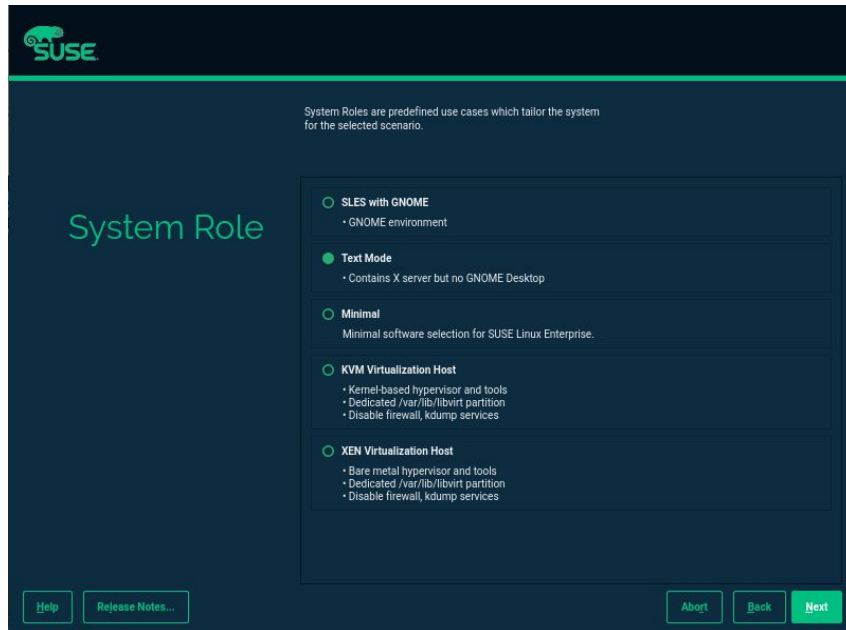 SUSE
System Roles are predefined use cases which tailor the system
for the selected scenario.
System Role
SLES with GNOME
• GNOME environment
Text Mode
• Contains X server but no GNOME Desktop
Minimal
Minimal software selection for SUSE Linux Enterprise.
KVM Virtualization Host
• Kernel-based hypervisor and tools
• Dedicated /var/lib/libvirt partition
• Disable firewall, kdump services
XEN Virtualization Host
• Bare metal hypervisor and tools
• Dedicated /var/lib/libvirt partition
• Disable firewall, kdump services
Help Release Notes... Abort Back Next